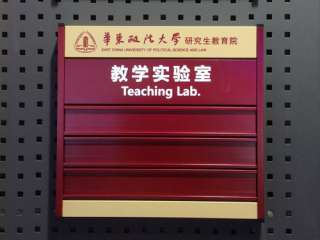 華東政法大學 研究生教育院
EAST CHINA UNIVERSITY OF POLITICAL SCIENCE AND LAW
教学实验室
Teaching Lab.